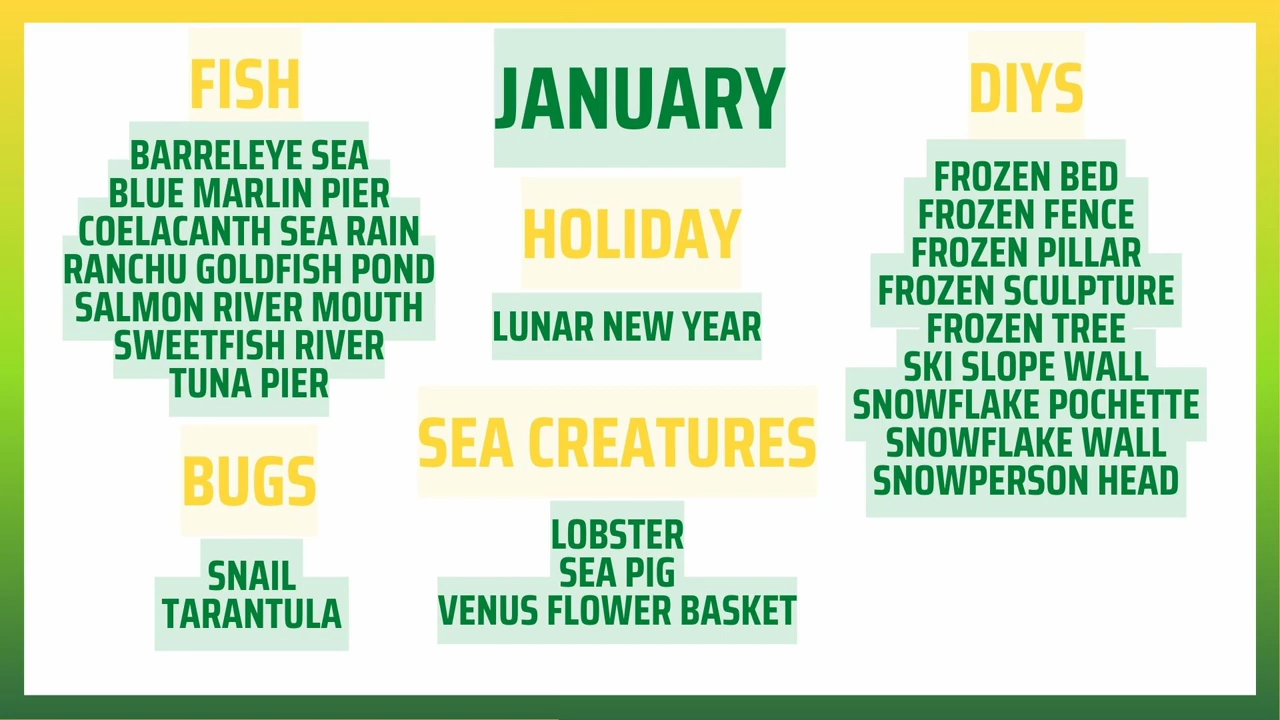 FISH
BARRELEYE SEA
BLUE MARLIN PIER
COELACANTH SEA RAIN
RANCHU GOLDFISH POND
SALMON RIVER MOUTH
SWEETFISH RIVER
TUNA PIER
BUGS
SNAIL
TARANTULA
JANUARY
HOLIDAY
LUNAR NEW YEAR
SEA CREATURES
LOBSTER
SEA PIG
VENUS FLOWER BASKET
DIYS
FROZEN BED
FROZEN FENCE
FROZEN PILLAR
FROZEN SCULPTURE
FROZEN TREE
SKI SLOPE WALL
SNOWFLAKE POCHETTE
SNOWFLAKE WALL
SNOWPERSON HEAD